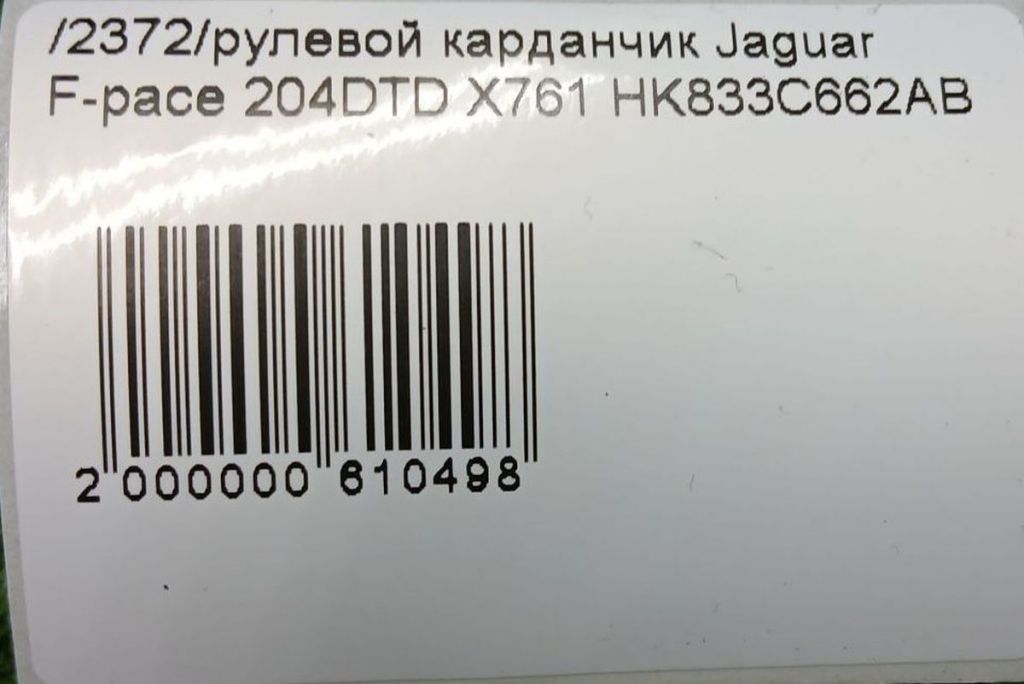 /2372/рулевой карданчик Jaguar
F-pace 204DTD X761 HK833C662AB
2 000000 610498